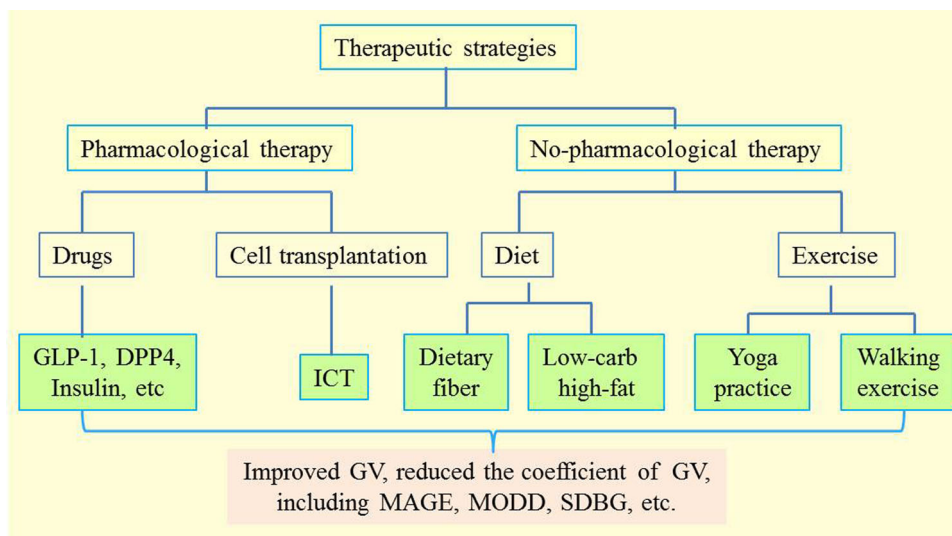 Therapeutic strategies
Pharmacological therapy
No-pharmacological therapy
Drugs
Cell transplantation
Diet
Exercise
GLP-1, DPP4,
Insulin, etc
ICT
Dietary
fiber
Low-carb
high-fat
Yoga
practice
Walking
exercise
Improved GV, reduced the coefficient of GV,
including MAGE, MODD, SDBG, etc.